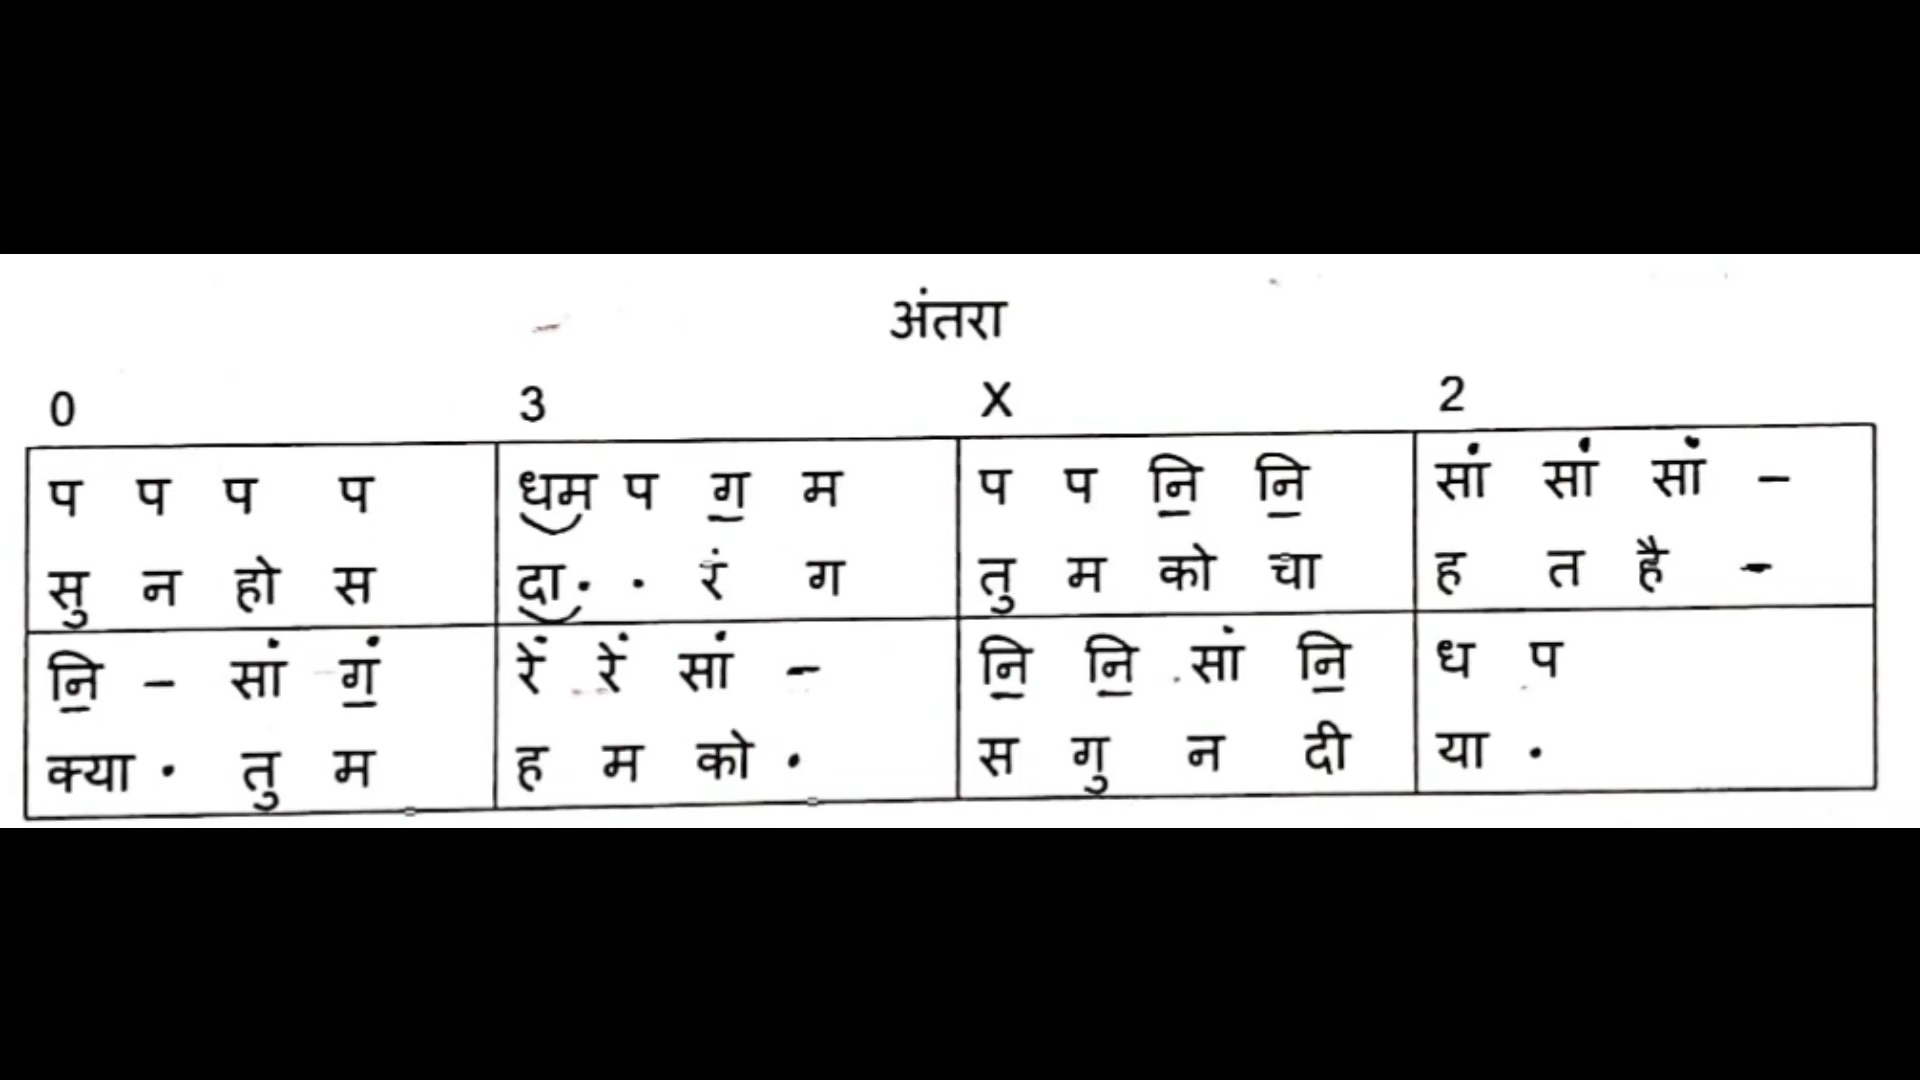 अंतरा
0 3 X 2
प प प प धम प ग॒ म प प नि॒ नि॒ सां सां सां –
सु न हो स दा. . रं ग तु म को चा ह त है -
नि॒ – सां गं॒ रें रें सां – नि॒ नि॒ सां नि॒ ध प
क्या . तु म ह म को . स गु न दी या .